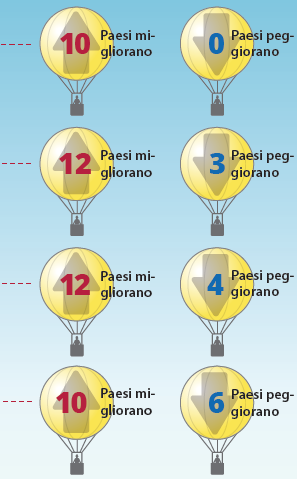 10 Paesi mi- 0 Paesi peg-
gliorano giorano
12 Paesi mi- 3 Paesi peg-
gliorano giorano
12 Paesi mi- 4 Paesi peg-
gliorano giorano
10 Paesi mi- 6 Paesi peg-
gliorano giorano